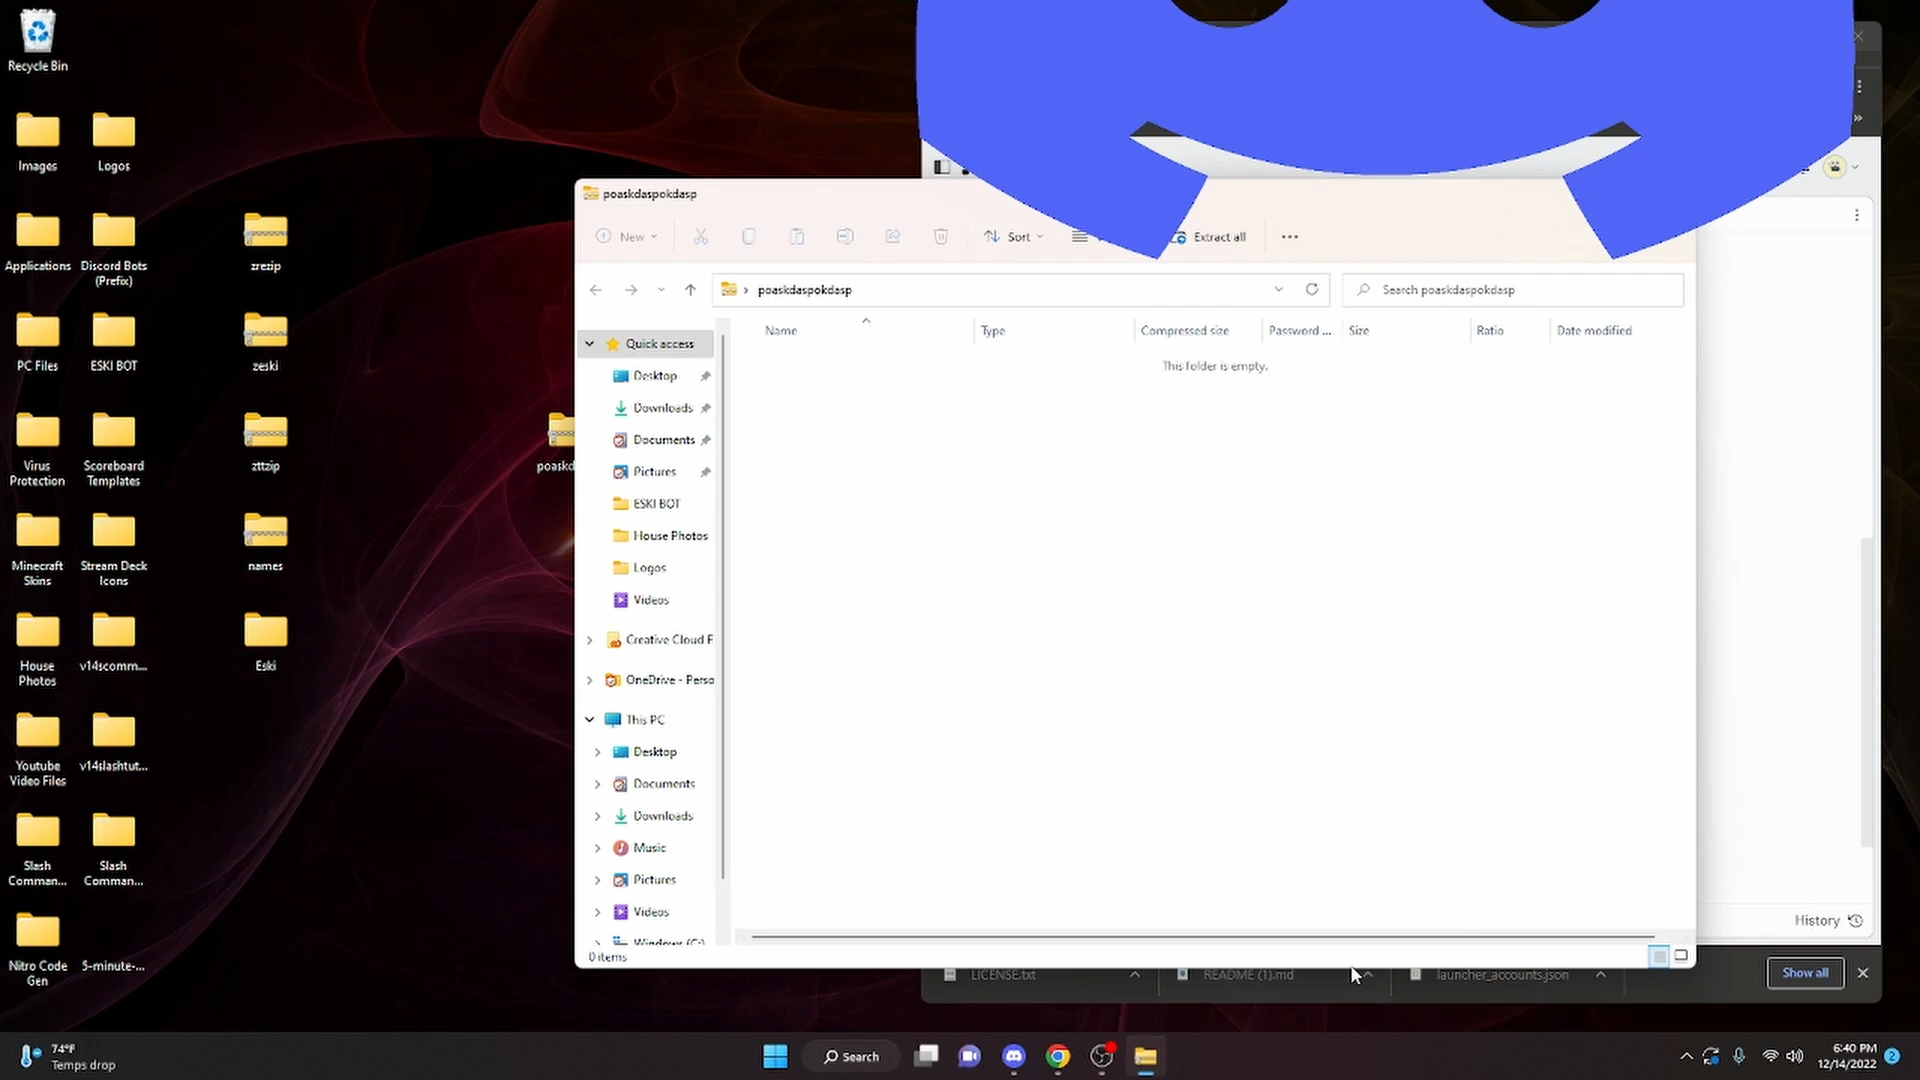 Recycle Bin
Images
Logos
Applications
Discord Bots
(Prefix)
zrezip
PC Files
ESKI BOT
zeski
Virus
Protection
Scoreboard
Templates
zttzip
Minecraft
Skins
Stream Deck
Icons
names
House
Photos
v14scomm...
Eski
Youtube
Video Files
v14slashtut...
Slash
Comman...
Slash
Comman...
Nitro Code
Gen
5-minute-...
poaskd
poaskdaspokdasp
New
Sort
Extract all
poaskdaspokdasp
Search poaskdaspokdasp
Name
Type
Compressed size
Password ...
Size
Ratio
Date modified
This folder is empty.
Quick access
Desktop
Downloads
Documents
Pictures
ESKI BOT
House Photos
Logos
Videos
Creative Cloud F
OneDrive - Perso
This PC
Desktop
Documents
Downloads
Music
Pictures
Videos
Windows (C:)
0 items
History
LICENSE.txt
README (1).md
launcher_accounts.json
Show all
74°F
Temps drop
Search
6:40 PM
12/14/2022
2